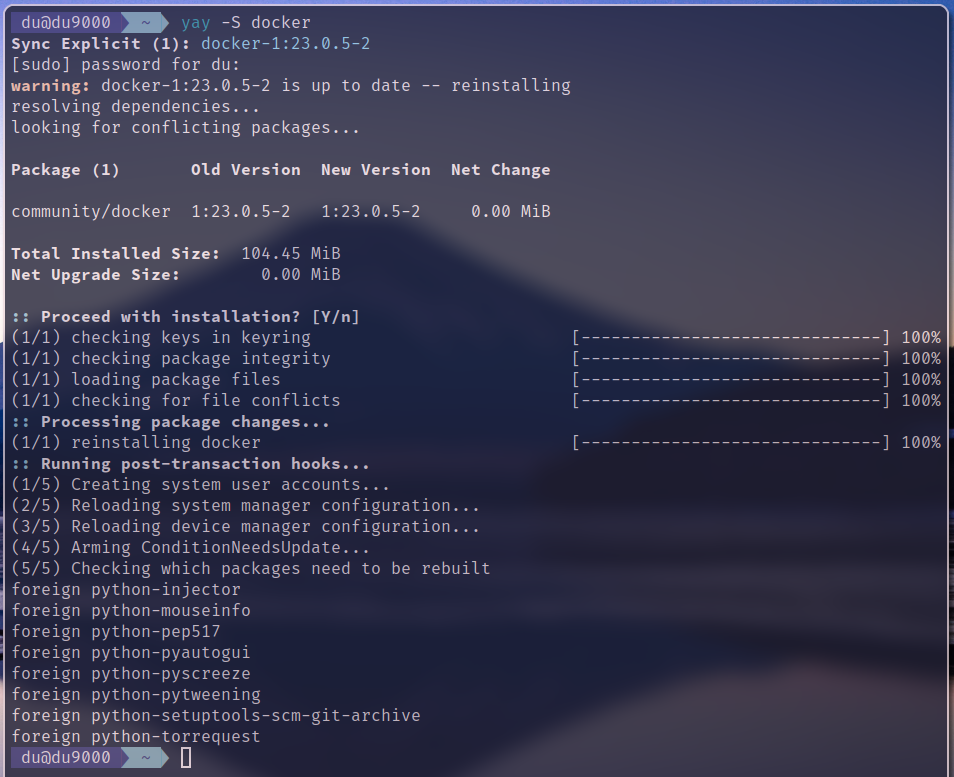 du@du9000 ~ yay -S docker
Sync Explicit (1): docker-1:23.0.5-2
[sudo] password for du:
warning: docker-1:23.0.5-2 is up to date -- reinstalling
resolving dependencies...
looking for conflicting packages...
Package (1) Old Version New Version Net Change
community/docker 1:23.0.5-2 1:23.0.5-2 0.00 MiB
Total Installed Size: 104.45 MiB
Net Upgrade Size: 0.00 MiB
:: Proceed with installation? [Y/n]
(1/1) checking keys in keyring [------------------------------] 100%
(1/1) checking package integrity [------------------------------] 100%
(1/1) loading package files [------------------------------] 100%
(1/1) checking for file conflicts [------------------------------] 100%
:: Processing package changes...
(1/1) reinstalling docker [------------------------------] 100%
:: Running post-transaction hooks...
(1/5) Creating system user accounts...
(2/5) Reloading system manager configuration...
(3/5) Reloading device manager configuration...
(4/5) Arming ConditionNeedsUpdate...
(5/5) Checking which packages need to be rebuilt
foreign python-injector
foreign python-mouseinfo
foreign python-pep517
foreign python-pyautogui
foreign python-pyscreeze
foreign python-pytweening
foreign python-setuptools-scm-git-archive
foreign python-torrequest
du@du9000 ~